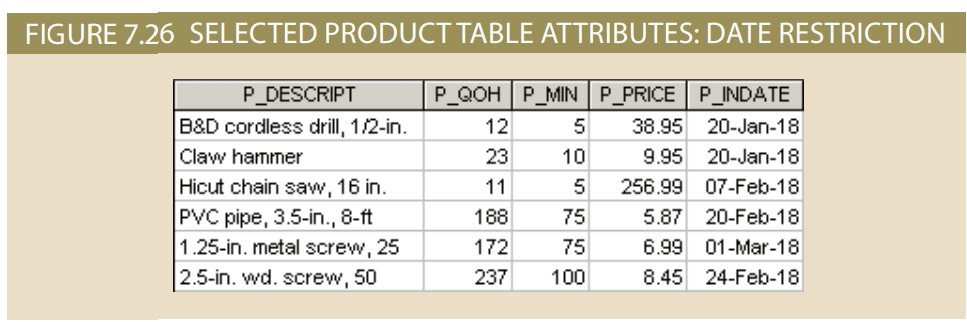 FIGURE 7.26 SELECTED PRODUCT TABLE ATTRIBUTES: DATE RESTRICTION
P_DESCRIPT P_QOH P_MIN P_PRICE P_INDATE
B&D cordless drill, 1/2-in. 12 5 38.95 20-Jan-18
Claw hammer 23 10 9.95 20-Jan-18
Hicut chain saw, 16 in. 11 5 256.99 07-Feb-18
PVC pipe, 3.5-in., 8-ft 188 75 5.87 20-Feb-18
1.25-in. metal screw, 25 172 75 6.99 01-Mar-18
2.5-in. wd. screw, 50 237 100 8.45 24-Feb-18